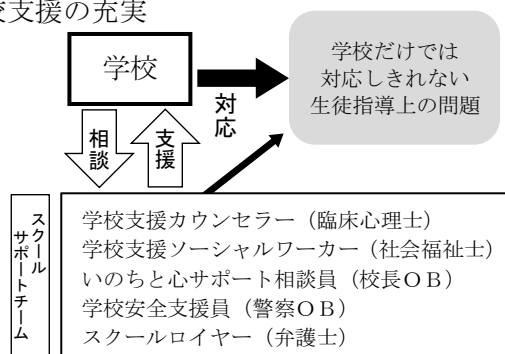 校支援の充実
学校
学校だけでは
対応しきれない
生徒指導上の問題
対応
相談
支援
スクール
サポートチーム
学校支援カウンセラー（臨床心理士）
学校支援ソーシャルワーカー（社会福祉士）
いのちと心サポート相談員（校長ＯＢ）
学校安全支援員（警察ＯＢ）
スクールロイヤー（弁護士）